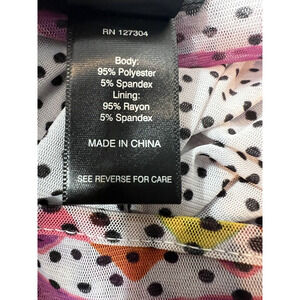 RN 127304
Body:
95% Polyester
5% Spandex
Lining:
95% Rayon
5% Spandex
MADE IN CHINA
SEE REVERSE FOR CARE